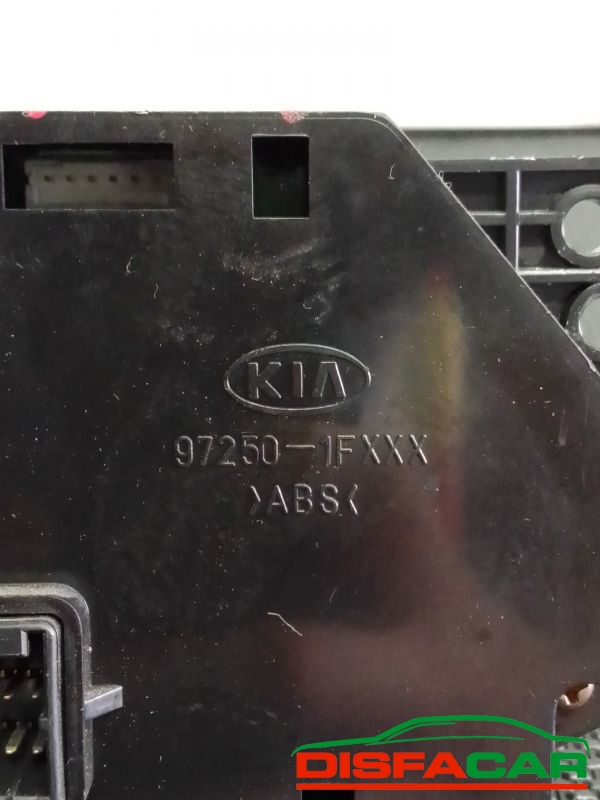 KIA
97250-1FXXX
>ABS<
DISFACAR